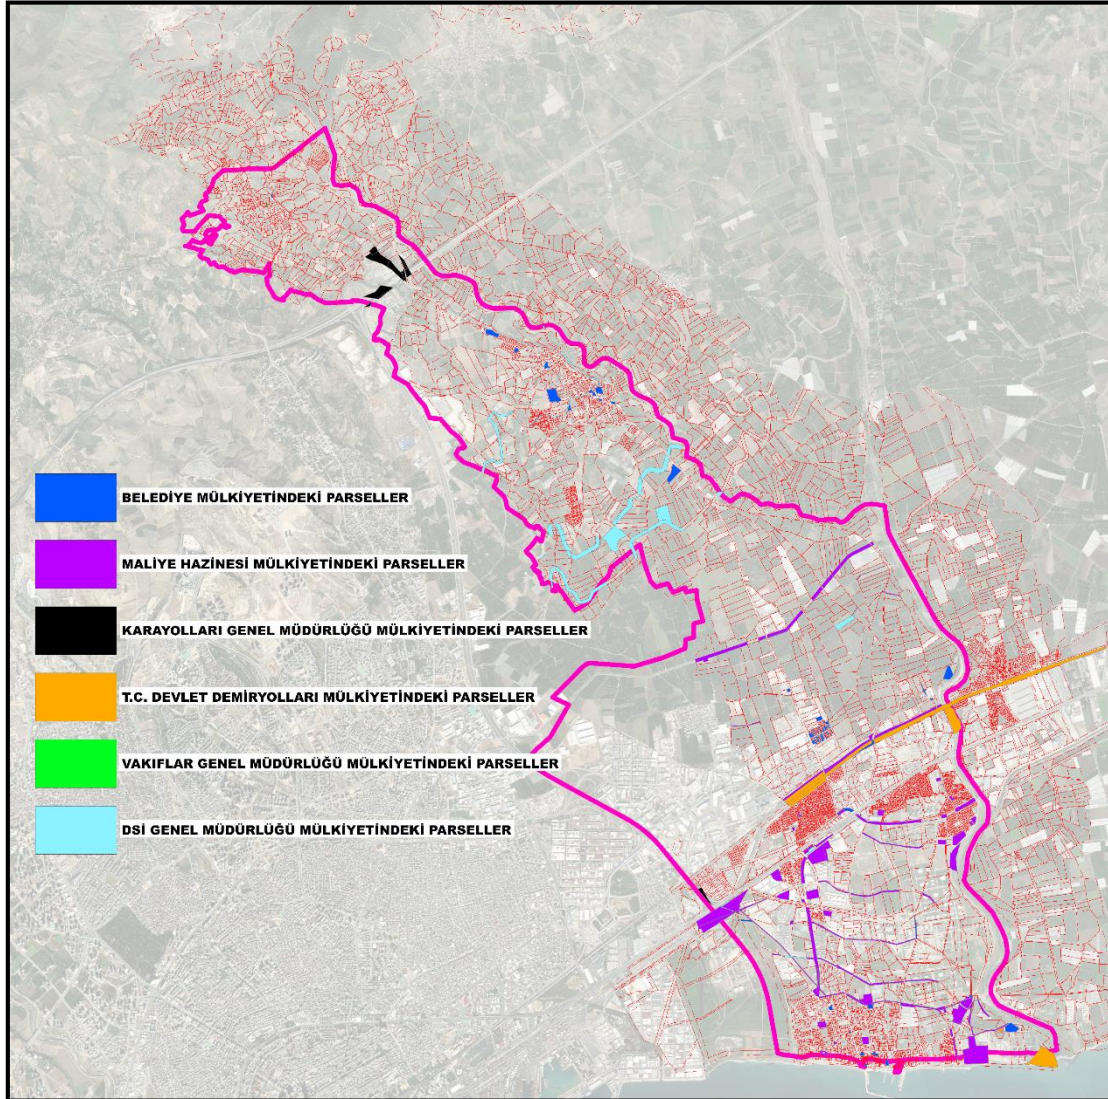 BELEDİYE MÜLKİYETİNDEKİ PARSELLER
MALİYE HAZİNESİ MÜLKİYETİNDEKİ PARSELLER
KARAYOLLARI GENEL MÜDÜRLÜĞÜ MÜLKİYETİNDEKİ PARSELLER
T.C. DEVLET DEMİRYOLLARI MÜLKİYETİNDEKİ PARSELLER
VAKIFLAR GENEL MÜDÜRLÜĞÜ MÜLKİYETİNDEKİ PARSELLER
DSİ GENEL MÜDÜRLÜĞÜ MÜLKİYETİNDEKİ PARSELLER